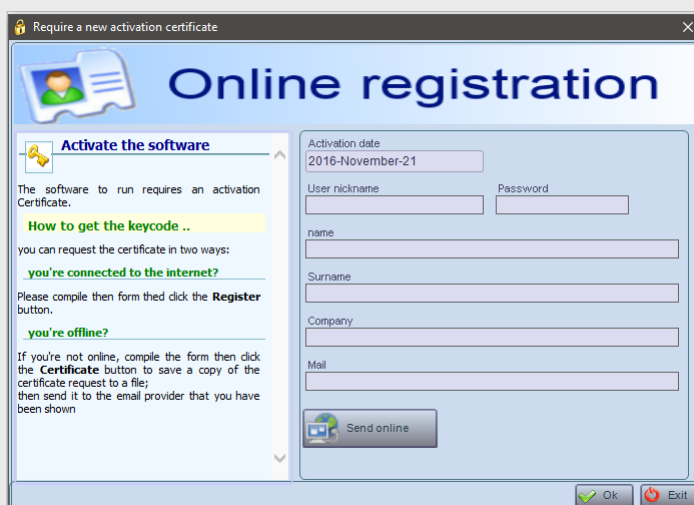 Require a new activation certificate
Online registration
Activate the software
The software to run requires an activation
Certificate.
How to get the keycode ..
you can request the certificate in two ways:
you're connected to the internet?
Please compile then form thed click the Register
button.
you're offline?
If you're not online, compile the form then click
the Certificate button to save a copy of the
certificate request to a file;
then send it to the email provider that you have
been shown
Activation date
2016-November-21
User nickname
Password
name
Surname
Company
Mail
Send online
Ok
Exit